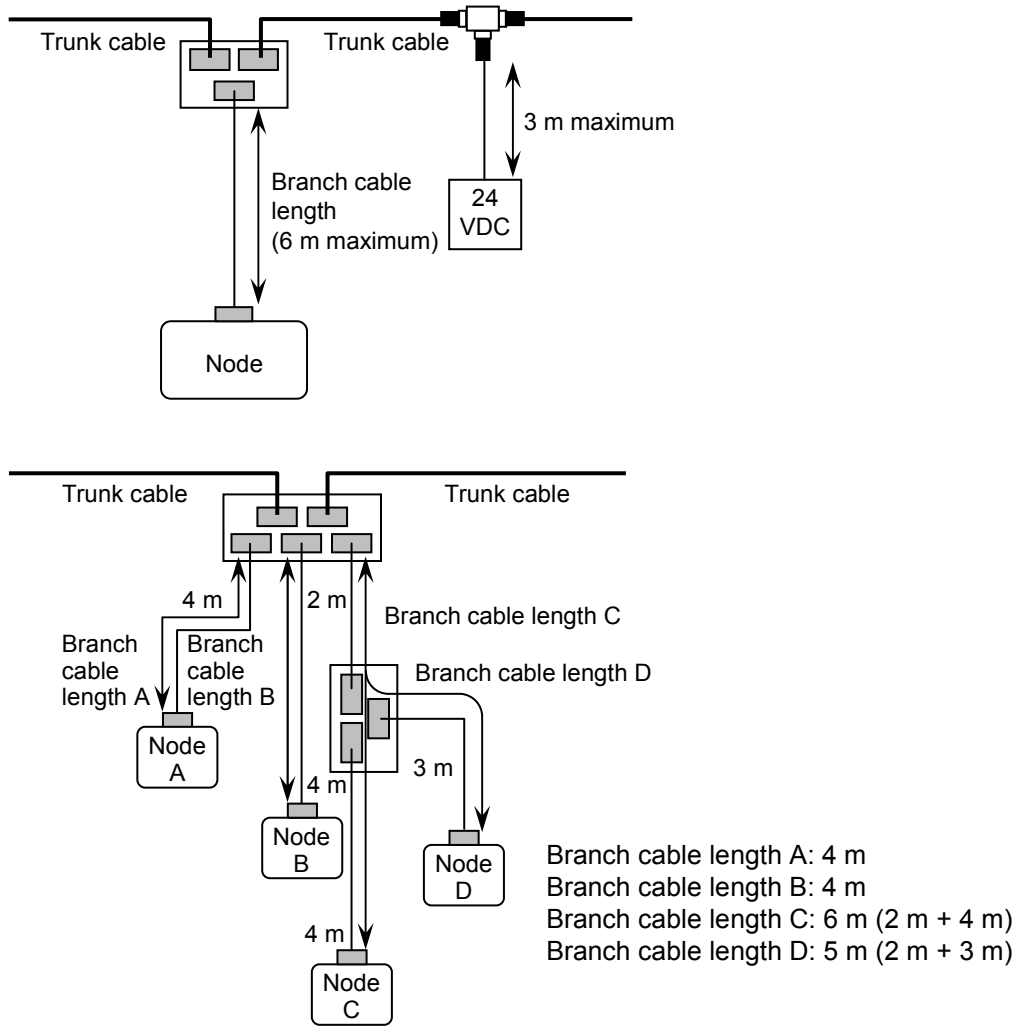 Trunk cable
Trunk cable
3 m maximum
Branch cable
length
(6 m maximum)
24
VDC
Node
Trunk cable
Trunk cable
4 m
2 m
Branch cable length C
Branch
cable
length A
Branch
cable
length B
Branch cable length D
Node
A
3 m
4 m
Node
B
Node
D
4 m
Node
C
Branch cable length A: 4 m
Branch cable length B: 4 m
Branch cable length C: 6 m (2 m + 4 m)
Branch cable length D: 5 m (2 m + 3 m)